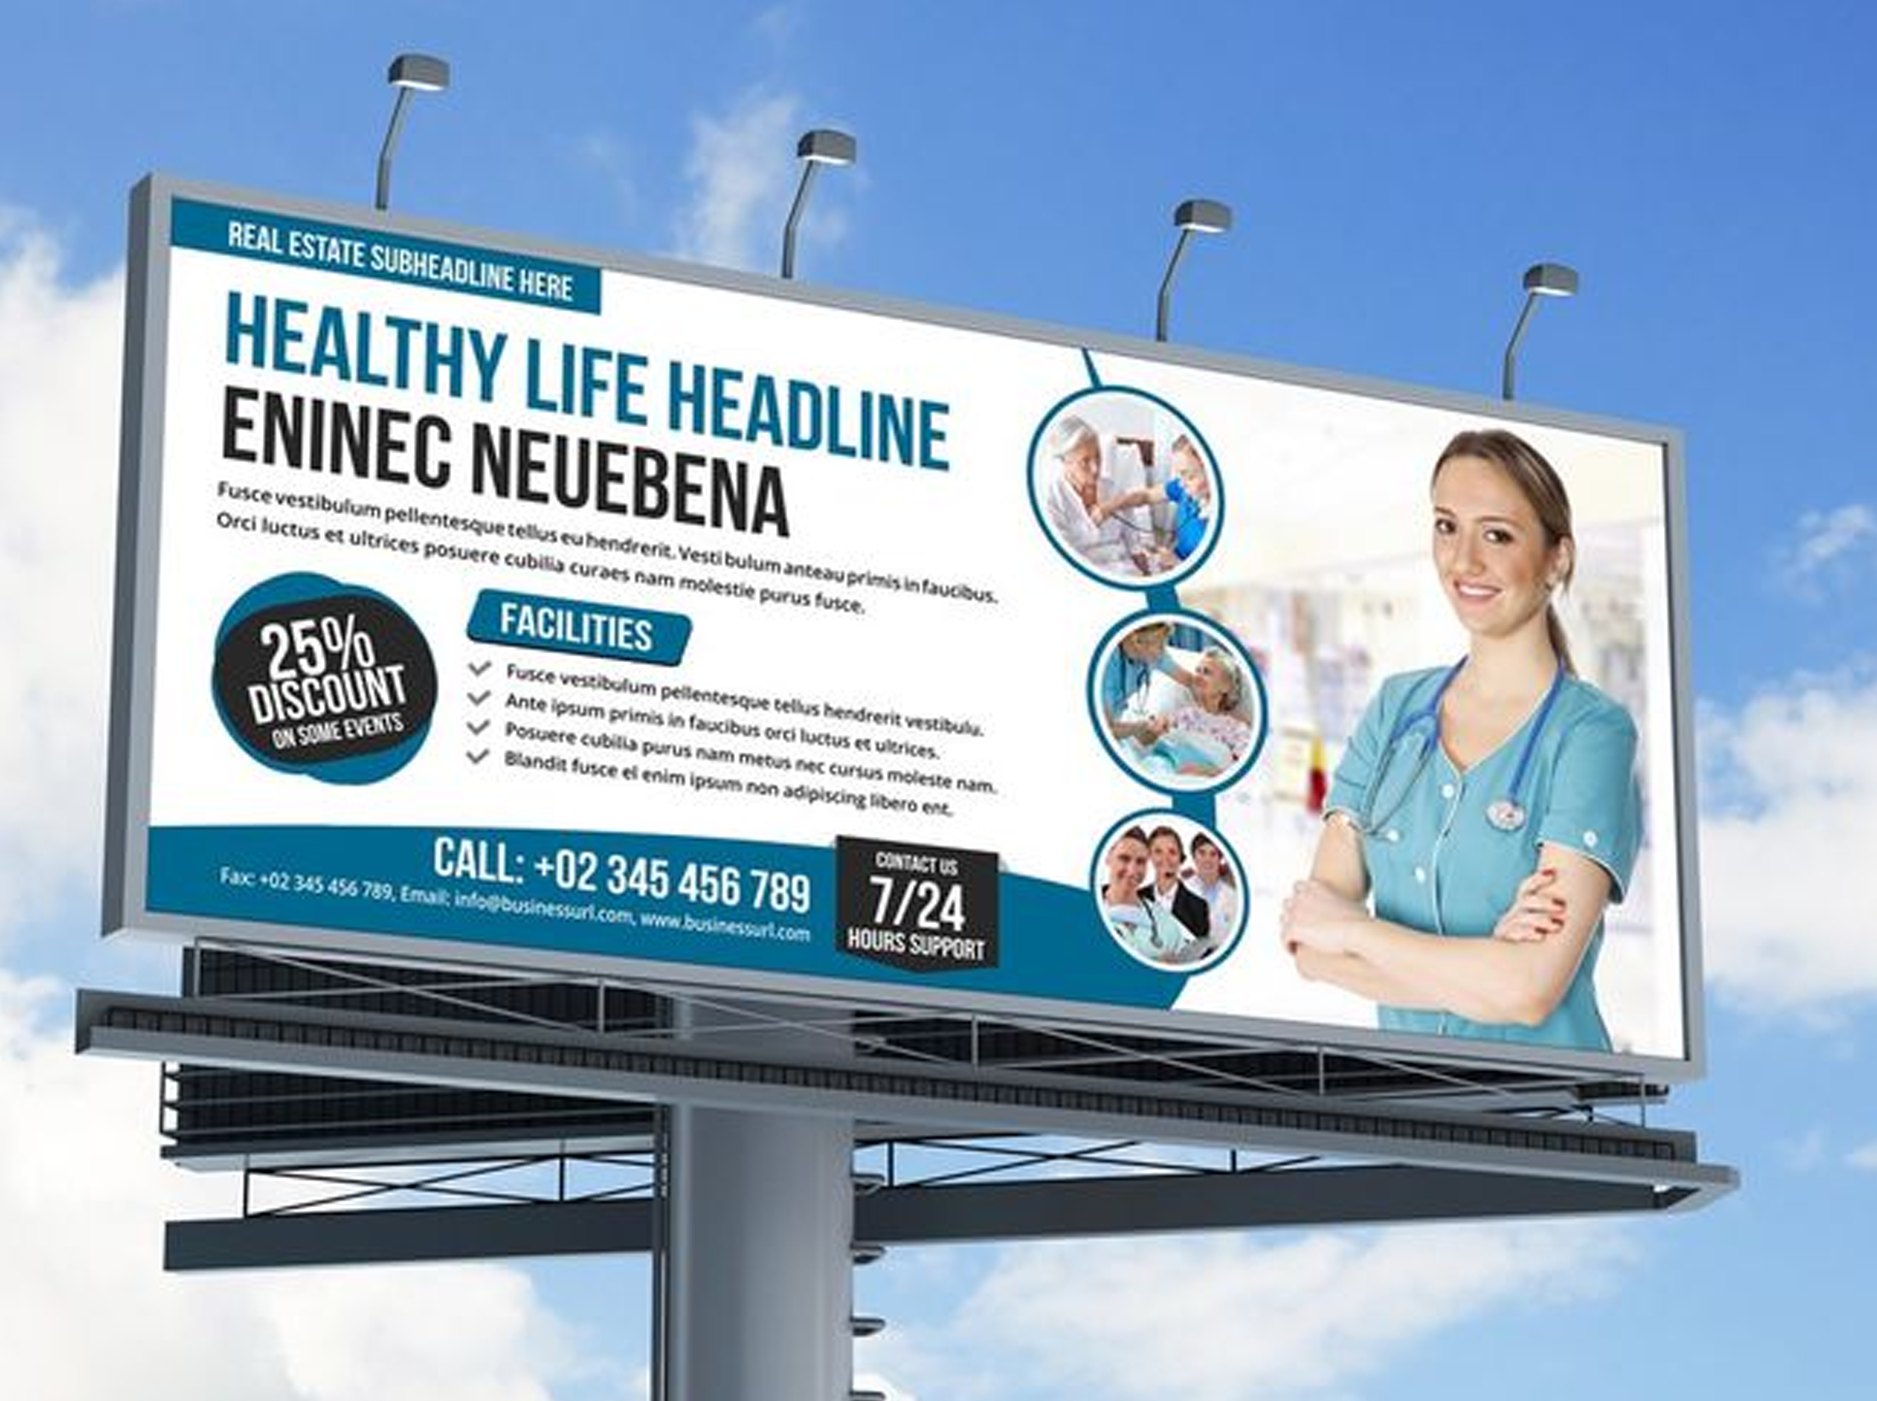 REAL ESTATE SUBHEADLINE HERE
HEALTHY LIFE HEADLINE
ENINEC NEUEBENA
Fusce vestibulum pellentesque tellus eu hendrerit. Vesti bulum anteau primis in faucibus.
Orci luctus et ultrices posuere cubilia curaes nam molestie purus fusce.
25%
DISCOUNT
ON SOME EVENTS
FACILITIES
Fusce vestibulum pellentesque tellus hendrerit vestibulu.
Ante ipsum primis in faucibus orci luctus et ultrices.
Posuere cubilia purus nam metus nec cursus moleste nam.
Blandit fusce el enim ipsum non adipiscing libero ent.
CALL: +02 345 456 789
Fax: +02 345 456 789, Email: info@businessurl.com, www.businessurl.com
CONTACT US
7/24
HOURS SUPPORT